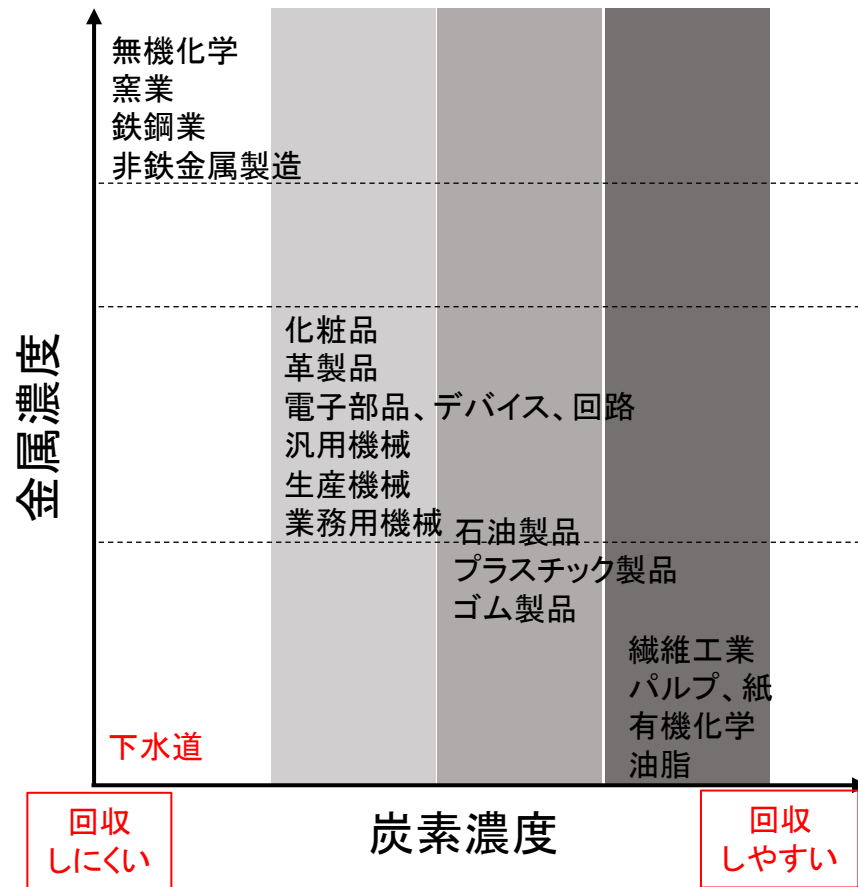 無機化学
窯業
鉄鋼業
非鉄金属製造
金属濃度
化粧品
革製品
電子部品、デバイス、回路
汎用機械
生産機械
業務用機械
石油製品
プラスチック製品
ゴム製品
繊維工業
パルプ、紙
有機化学
油脂
下水道
回収
しにくい
炭素濃度
回収
しやすい